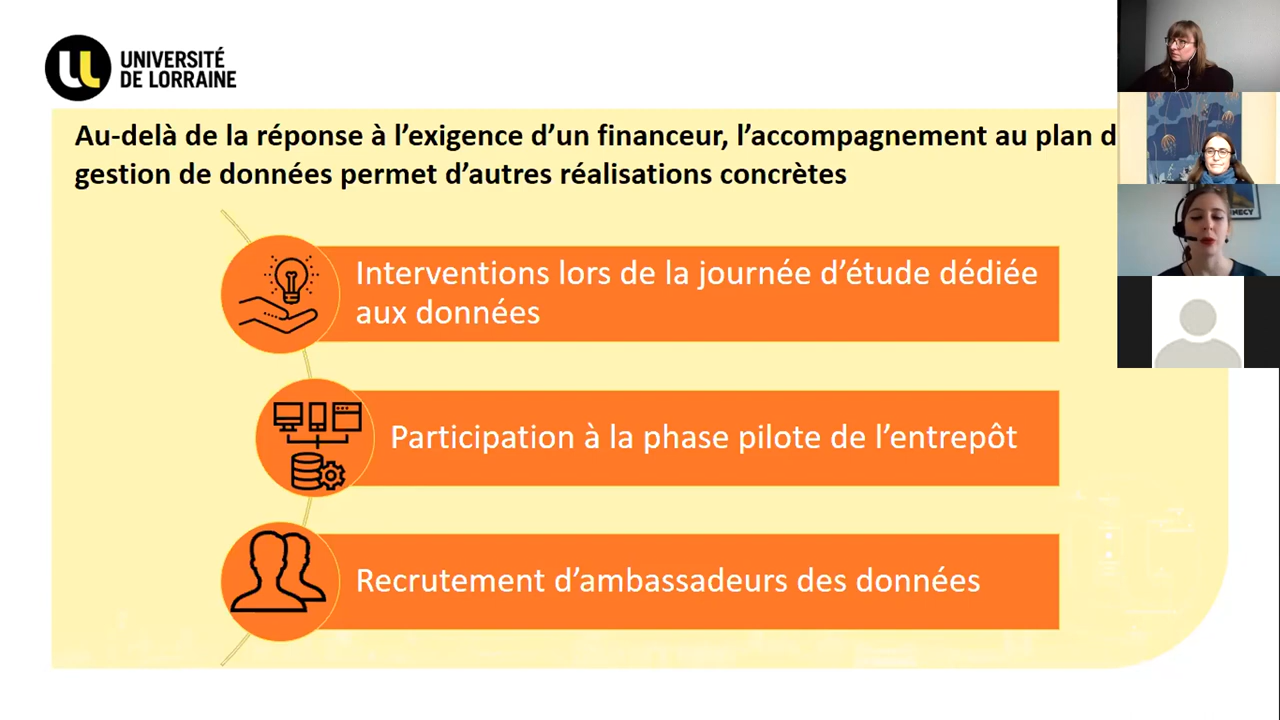 UNIVERSITÉ
DE LORRAINE
Au-delà de la réponse à l’exigence d’un financeur, l’accompagnement au plan d
gestion de données permet d’autres réalisations concrètes
Interventions lors de la journée d’étude dédiée
aux données
Participation à la phase pilote de l’entrepôt
Recrutement d’ambassadeurs des données
NECY